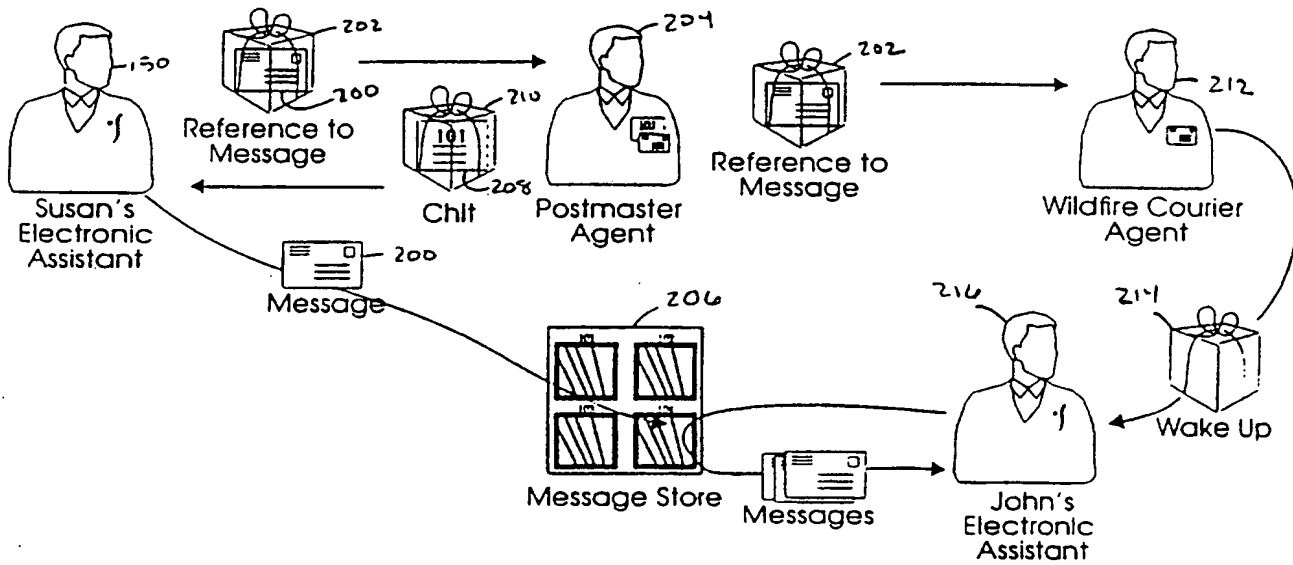 202
204
202
150
200
210
212
Reference to
Message
101
208
Chit
Postmaster
Agent
Reference to
Message
Susan's
Electronic
Assistant
Wildfire Courier
Agent
200
Message
206
216
214
Wake Up
Message Store
Messages
John's
Electronic
Assistant